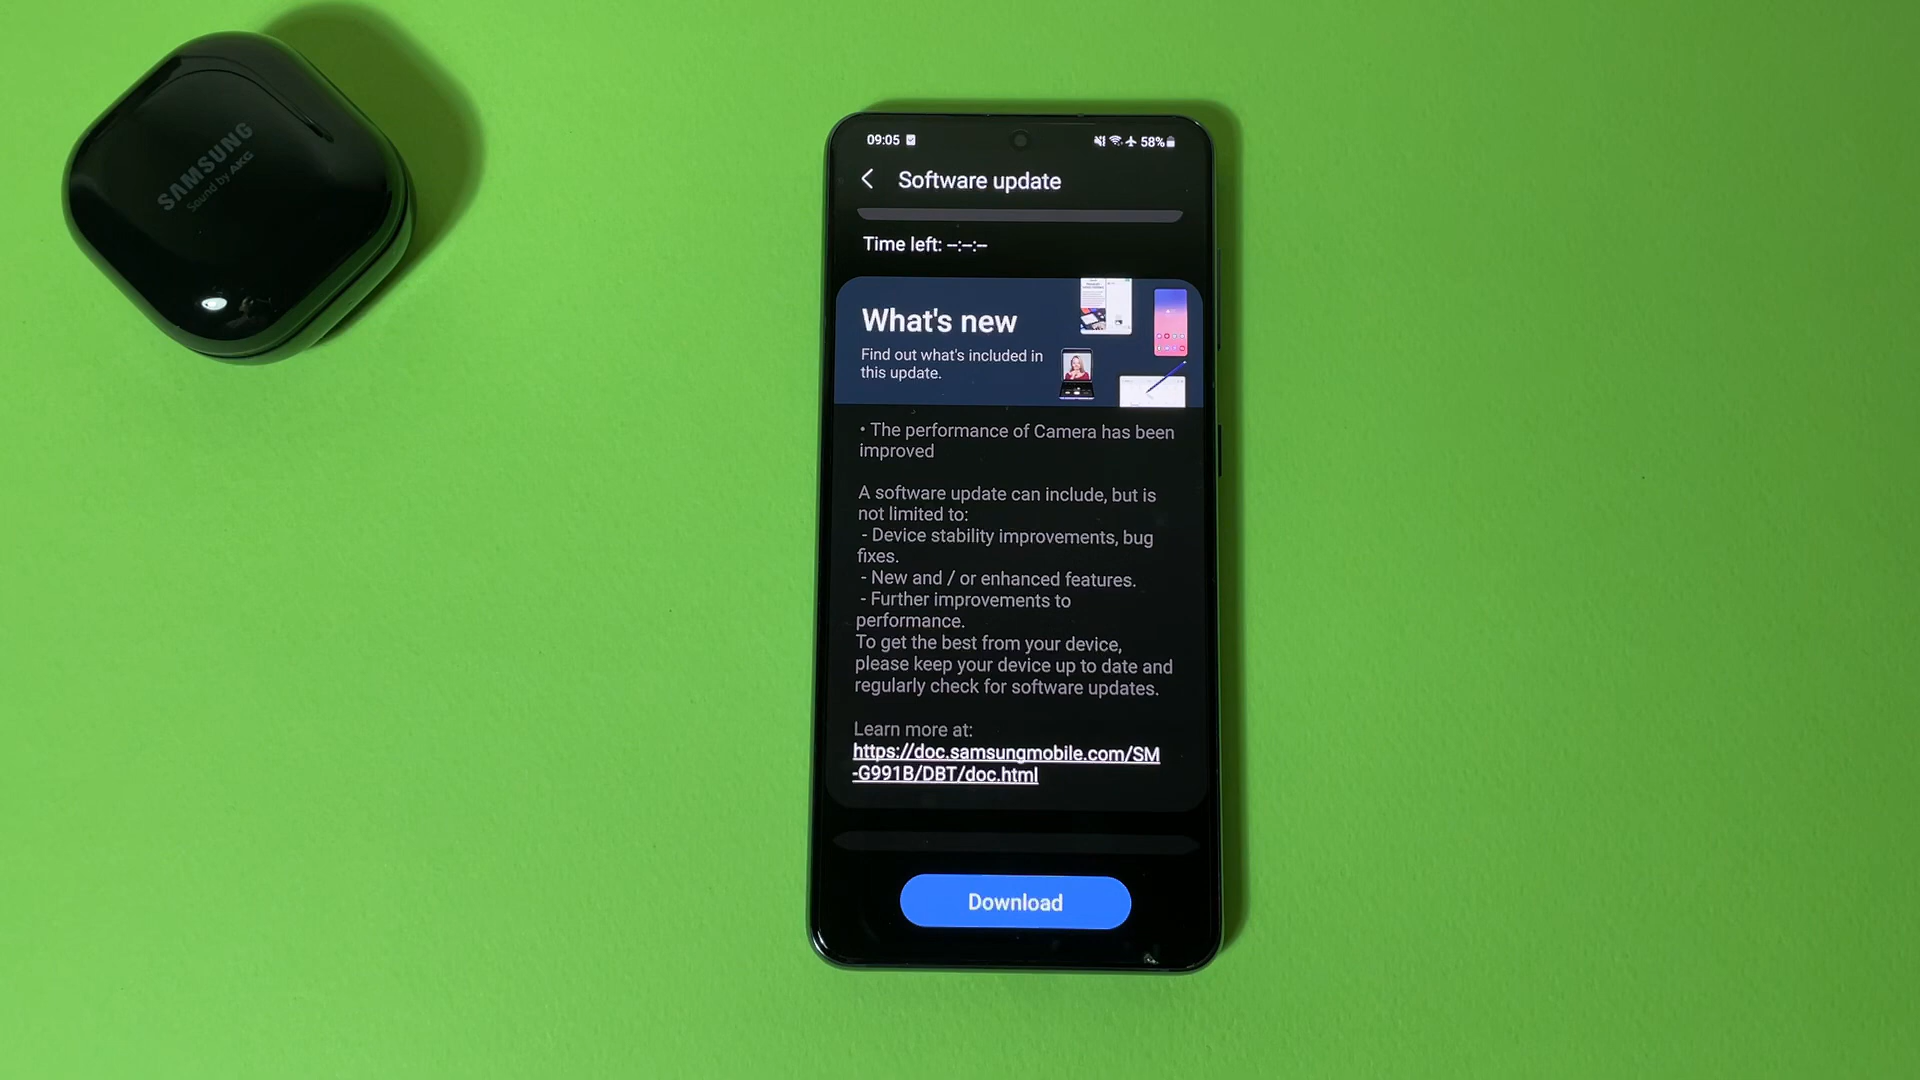 SAMSUNG
Sound by AKG
09:05
58%
Software update
Time left: --:--:--
What's new
Find out what's included in
this update.
• The performance of Camera has been
improved
A software update can include, but is
not limited to:
- Device stability improvements, bug
fixes.
- New and / or enhanced features.
- Further improvements to
performance.
To get the best from your device,
please keep your device up to date and
regularly check for software updates.
Learn more at:
https://doc.samsungmobile.com/SM
-G991B/DBT/doc.html
Download